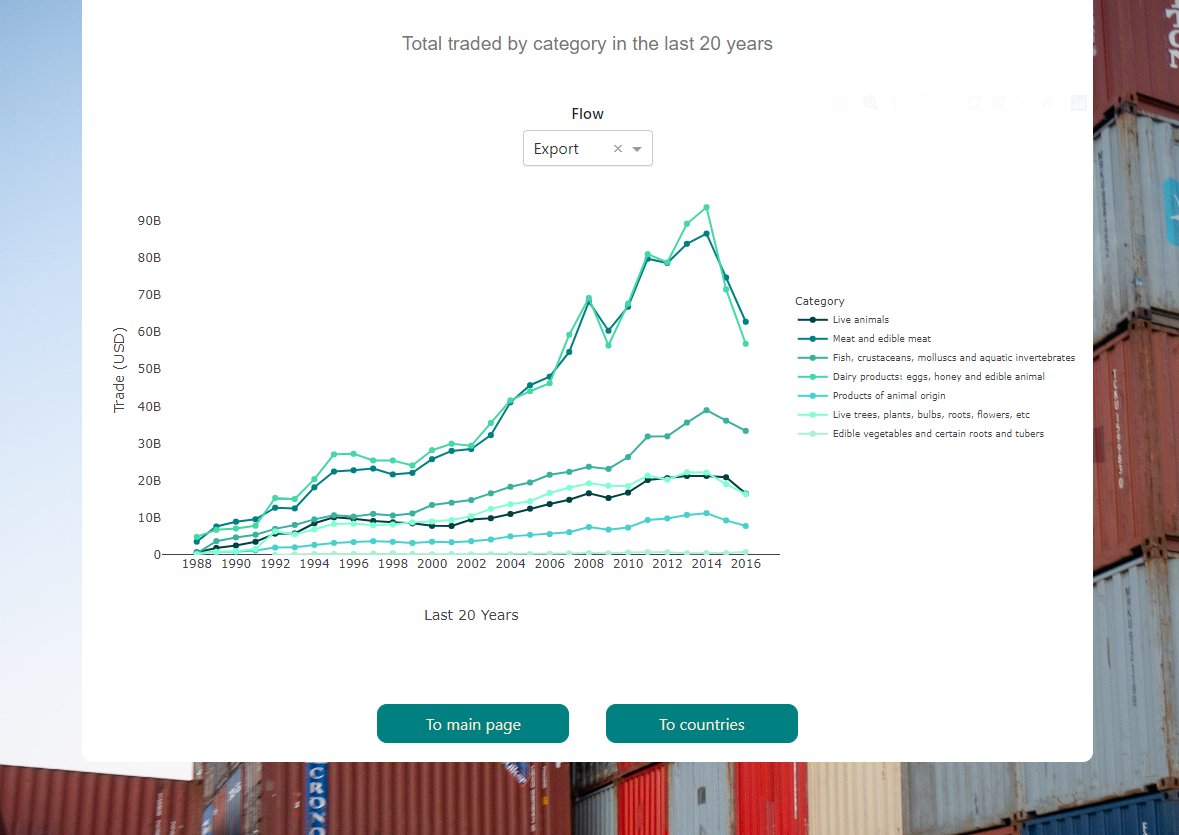 Total traded by category in the last 20 years
Flow
Export
90B
80B
70B
60B
50B
40B
30B
20B
10B
0
Trade (USD)
1988 1990 1992 1994 1996 1998 2000 2002 2004 2006 2008 2010 2012 2014 2016
Last 20 Years
Category
Live animals
Meat and edible meat
Fish, crustaceans, molluscs and aquatic invertebrates
Dairy products: eggs, honey and edible animal
Products of animal origin
Live trees, plants, bulbs, roots, flowers, etc
Edible vegetables and certain roots and tubers
To main page
To countries
CRONO